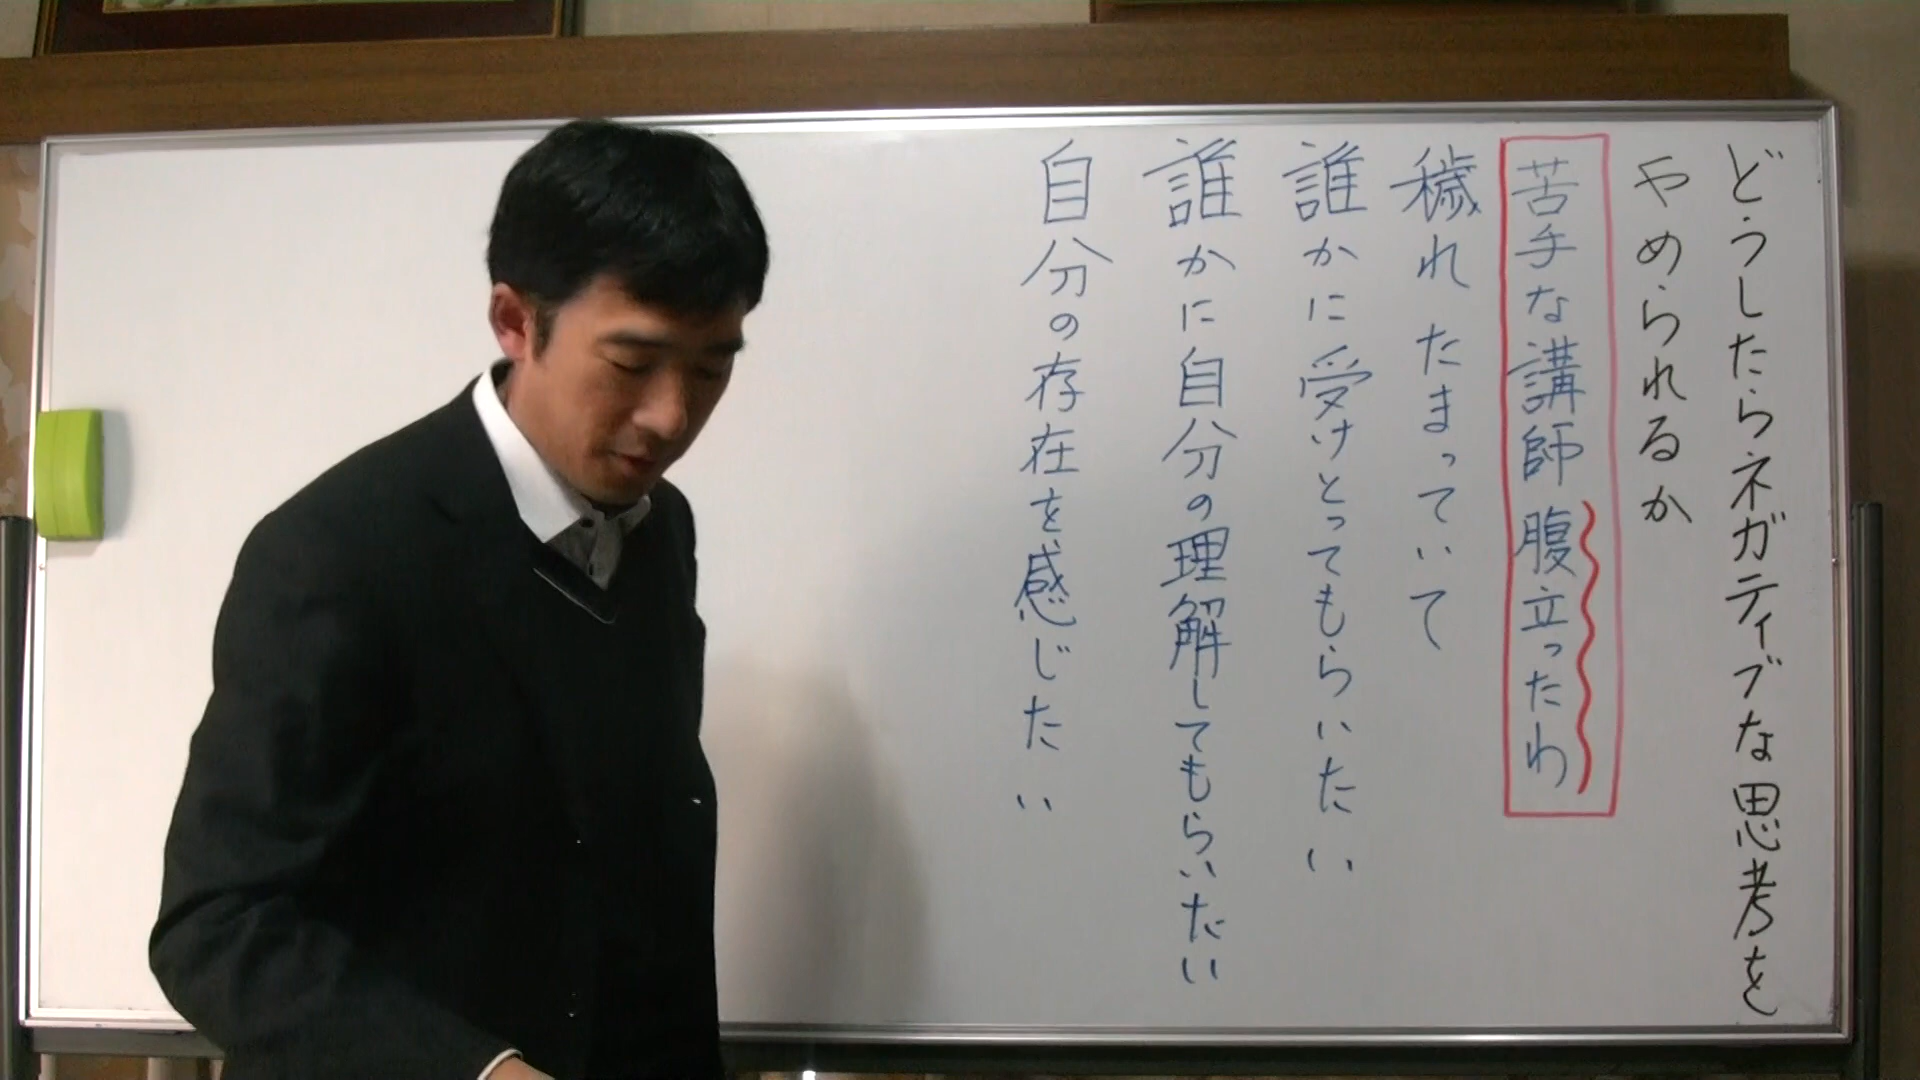 どうしたらネガティブな思考を
やめられるか
苦手な講師 腹立ったわ
穢れ たまっていて
誰かに受けとってもらいたい
誰かに自分の理解してもらいたい
自分の存在を感じたい